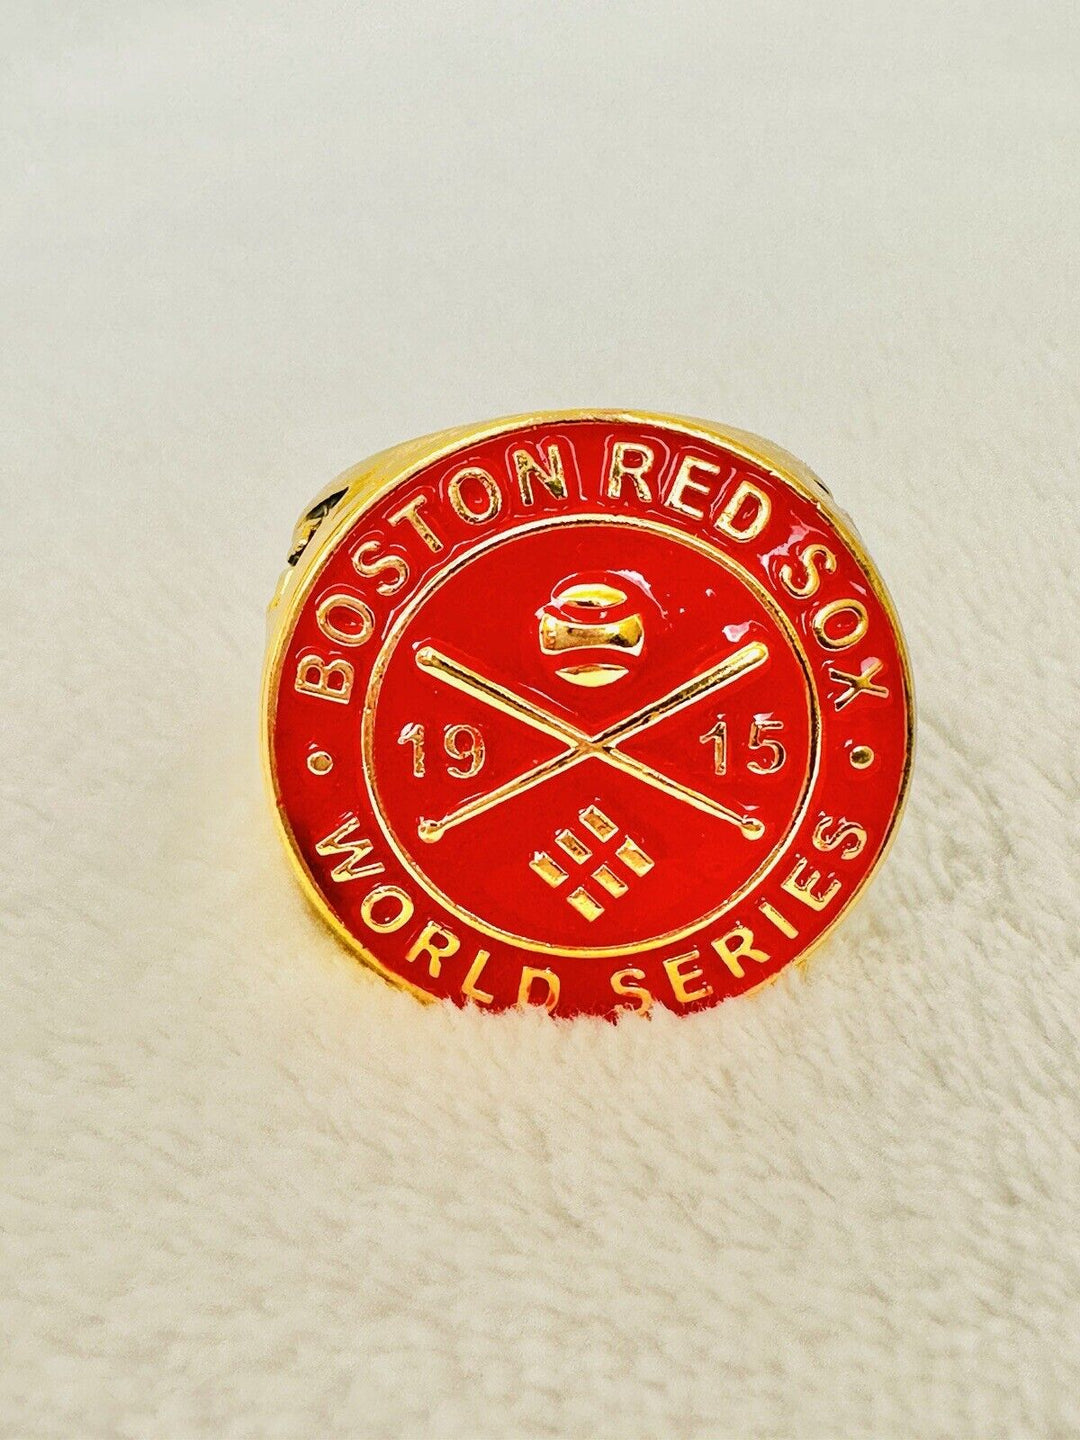 BOSTON RED SOX
19 15
WORLD SERIES